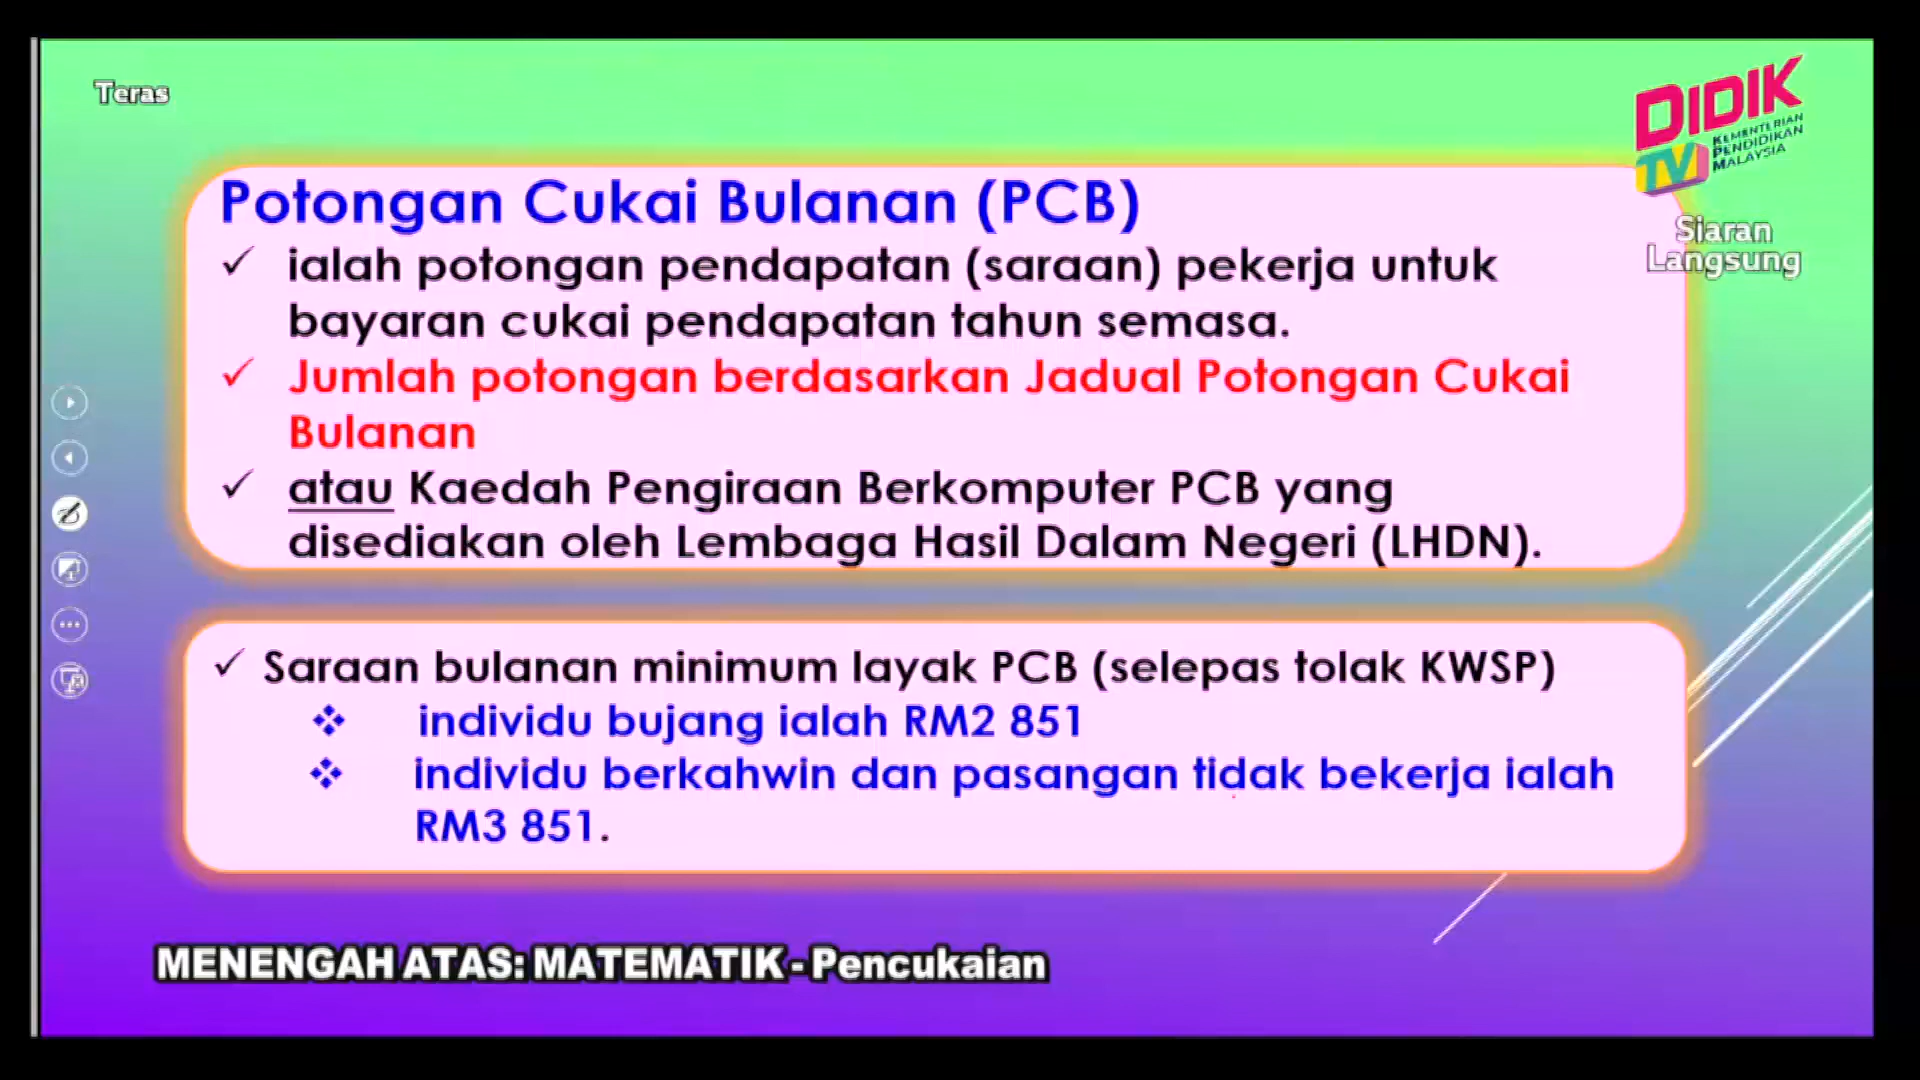 Teras
DIDIK
TV
KEMENTERIAN
PENDIDIKAN
MALAYSIA
Siaran
Langsung
Potongan Cukai Bulanan (PCB)
✓ ialah potongan pendapatan (saraan) pekerja untuk
bayaran cukai pendapatan tahun semasa.
✓ Jumlah potongan berdasarkan Jadual Potongan Cukai
Bulanan
✓ atau Kaedah Pengiraan Berkomputer PCB yang
disediakan oleh Lembaga Hasil Dalam Negeri (LHDN).
✓ Saraan bulanan minimum layak PCB (selepas tolak KWSP)
❖ individu bujang ialah RM2 851
❖ individu berkahwin dan pasangan tidak bekerja ialah
RM3 851.
MENENGAH ATAS: MATEMATIK - Pencukaian